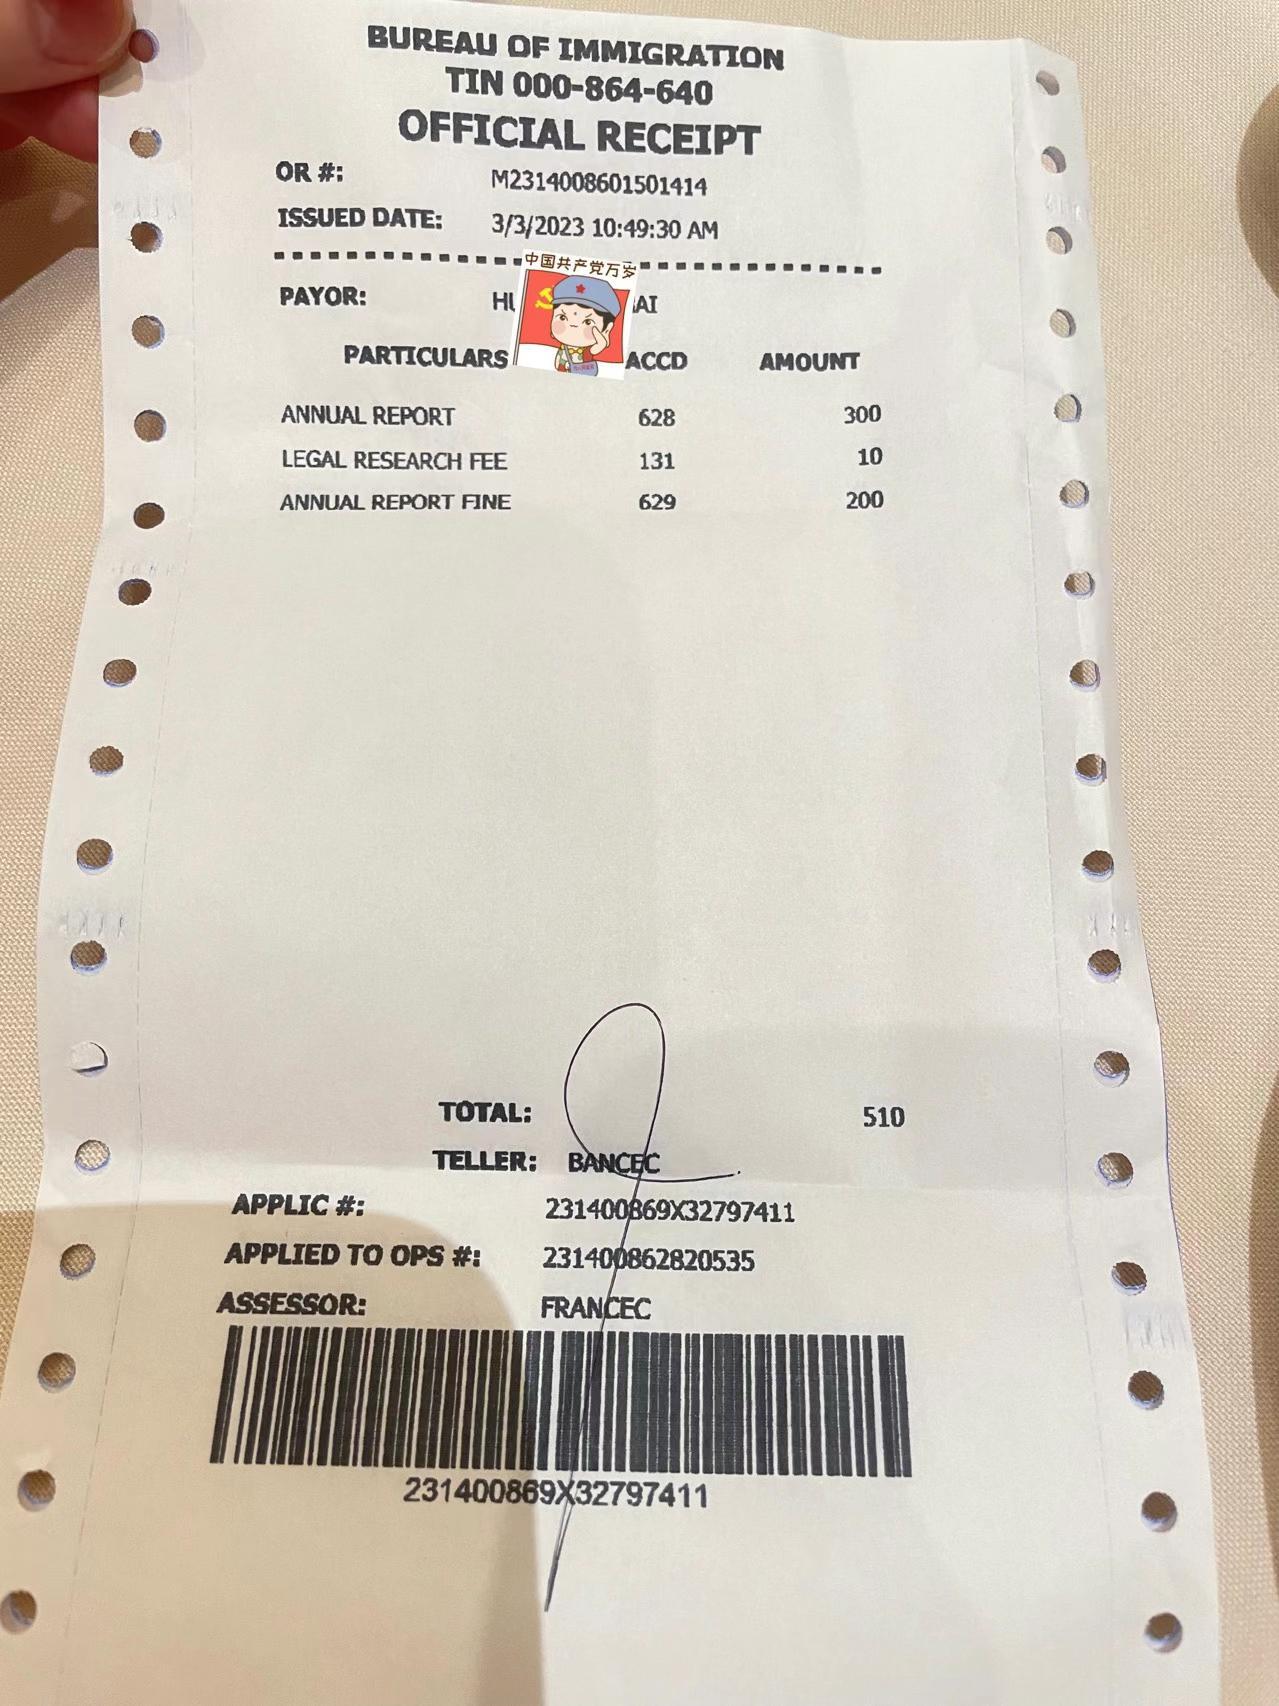 BUREAU OF IMMIGRATION
TIN 000-864-640
OFFICIAL RECEIPT
OR #: M2314008601501414
ISSUED DATE: 3/3/2023 10:49:30 AM
中国共产党万岁
PAYOR: HU AI
PARTICULARS ACCD AMOUNT
ANNUAL REPORT 628 300
LEGAL RESEARCH FEE 131 10
ANNUAL REPORT FINE 629 200
TOTAL: 510
TELLER: BANCEC
APPLIC #: 231400869X32797411
APPLIED TO OPS #: 231400862820535
ASSESSOR: FRANCEC
231400869X32797411